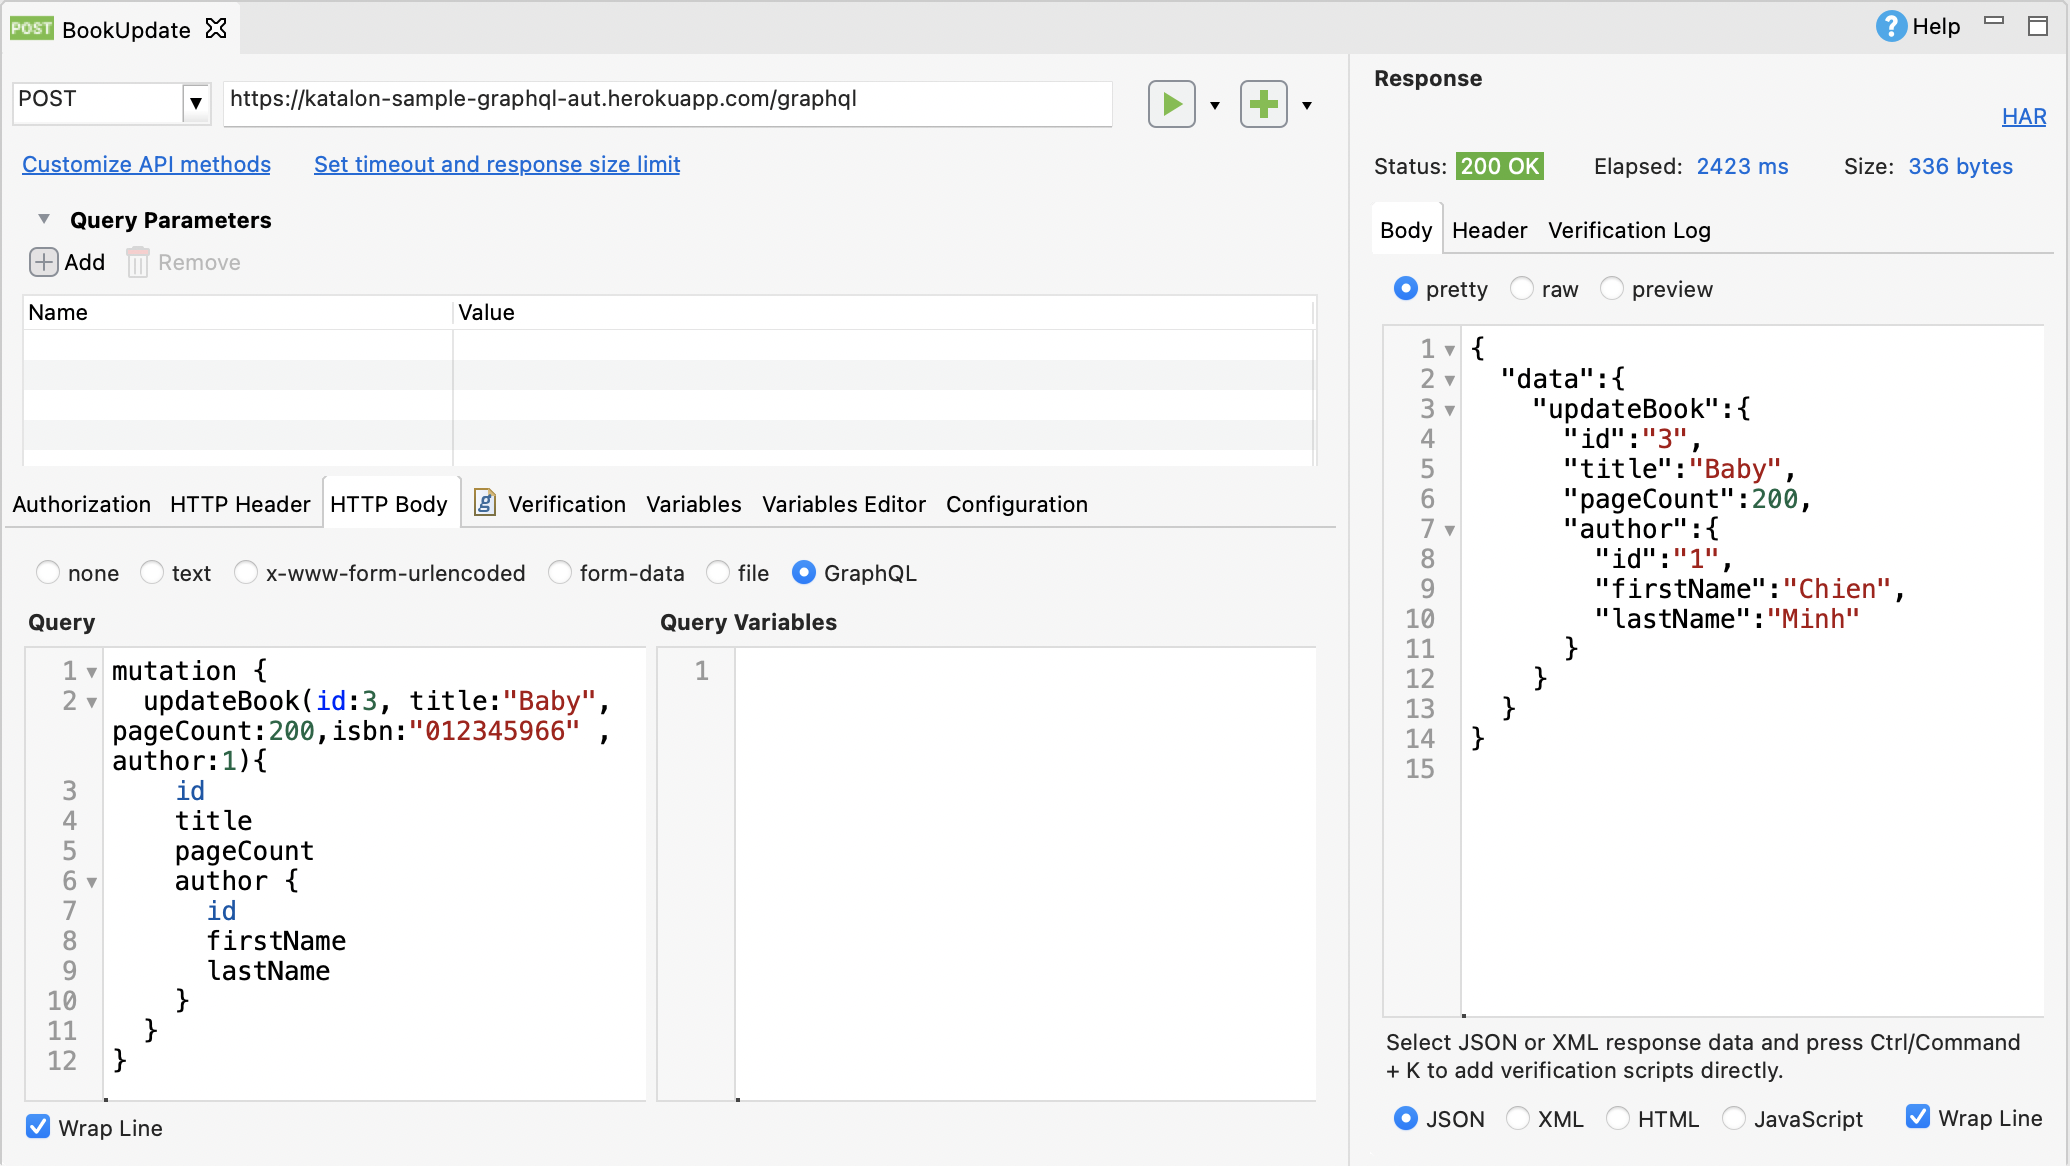 POST BookUpdate
Help
POST https://katalon-sample-graphql-aut.herokuapp.com/graphql
Customize API methods Set timeout and response size limit
Query Parameters
Add Remove
Name Value
Authorization HTTP Header HTTP Body Verification Variables Variables Editor Configuration
none text x-www-form-urlencoded form-data file GraphQL
Query
1 mutation {
2 updateBook(id:3, title:"Baby",
pageCount:200,isbn:"012345966" ,
author:1){
3 id
4 title
5 pageCount
6 author {
7 id
8 firstName
9 lastName
10 }
11 }
12 }
Wrap Line
Query Variables
1
Response
HAR
Status: 200 OK Elapsed: 2423 ms Size: 336 bytes
Body Header Verification Log
pretty raw preview
1 {
2 "data":{
3 "updateBook":{
4 "id":"3",
5 "title":"Baby",
6 "pageCount":200,
7 "author":{
8 "id":"1",
9 "firstName":"Chien",
10 "lastName":"Minh"
11 }
12 }
13 }
14 }
15
Select JSON or XML response data and press Ctrl/Command
+ K to add verification scripts directly.
JSON XML HTML JavaScript Wrap Line